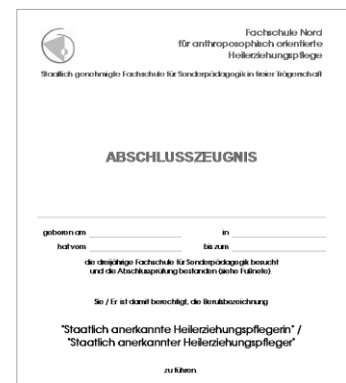 Fachschule Nord
für anthroposophisch orientierte
Heilerziehungspflege
Staatlich genehmigte Fachschule für Sonderpädagogik in freier Trägerschaft
ABSCHLUSSZEUGNIS
geboren am in
hat vom bis zum
die dreijährige Fachschule für Sonderpädagogik besucht
und die Abschlussprüfung bestanden (siehe Fußnote).
Sie / Er ist damit berechtigt, die Berufsbezeichnung
"Staatlich anerkannte Heilerziehungspflegerin" /
"Staatlich anerkannter Heilerziehungspfleger"
zu führen.